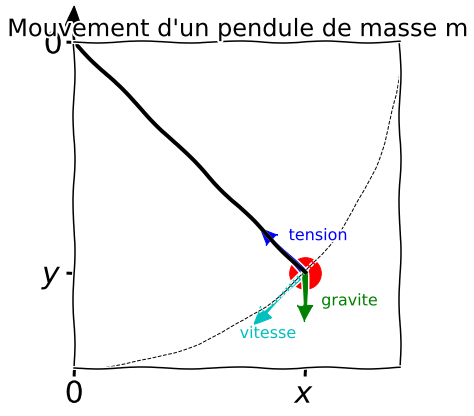 Mouvement d'un pendule de masse m
0
tension
y
gravite
vitesse
0
x